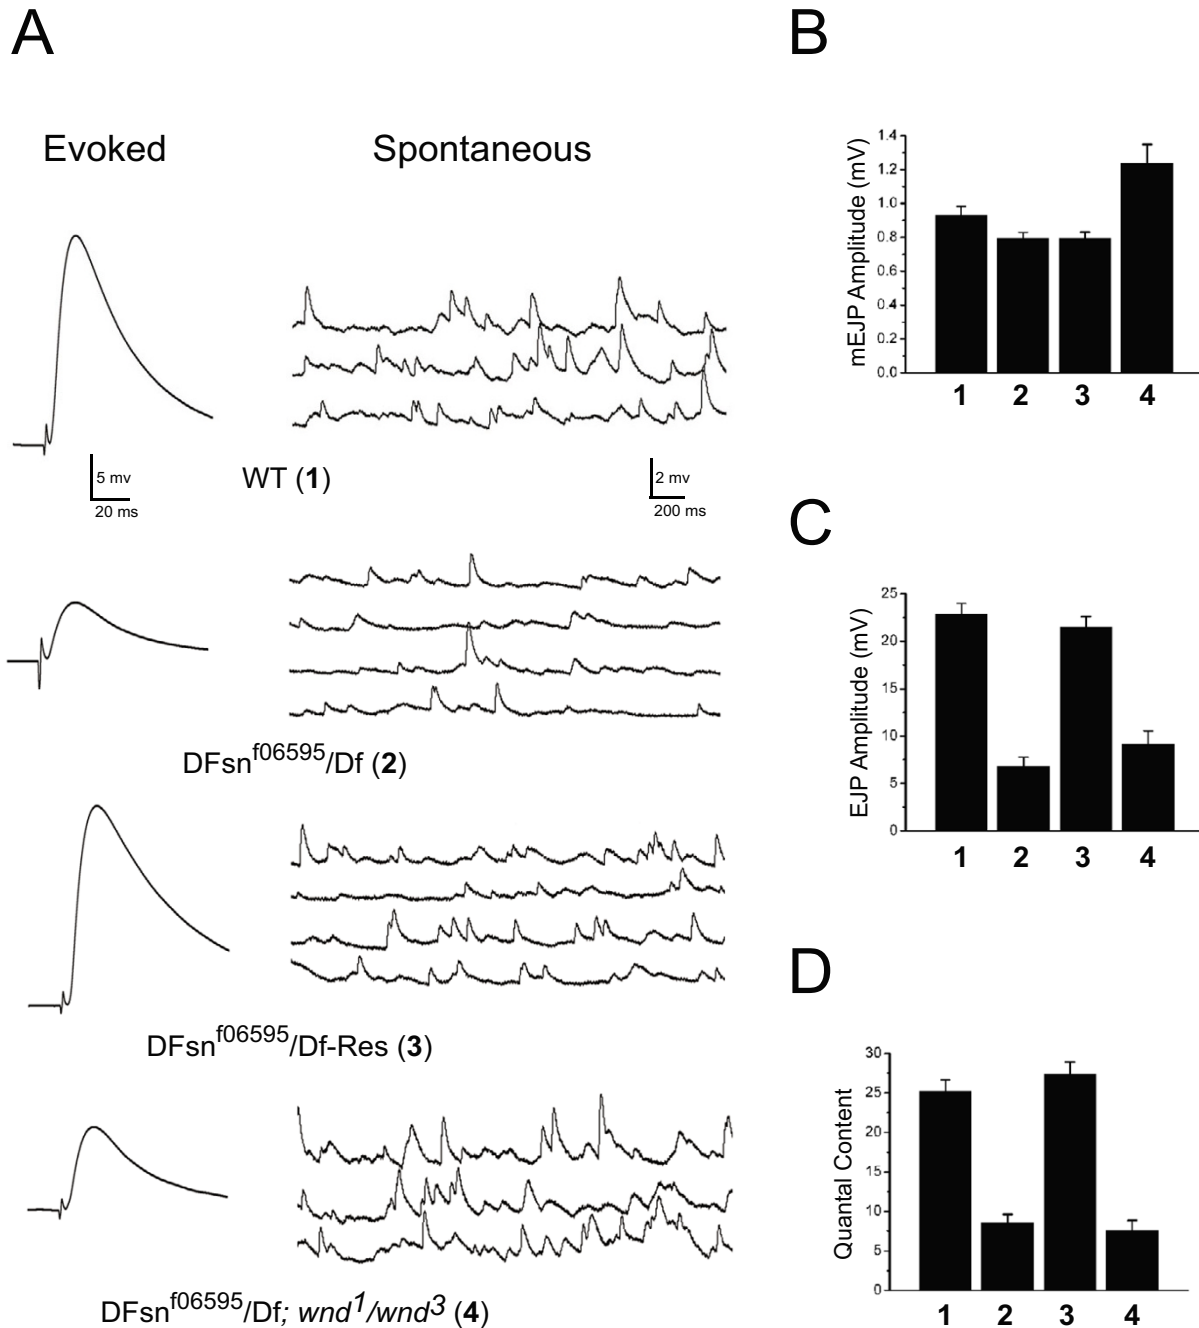 A
Evoked
Spontaneous
5 mv
20 ms
2 mv
200 ms
WT (1)
DFsn^f06595/Df (2)
DFsn^f06595/Df-Res (3)
DFsn^f06595/Df; wnd^1/wnd^3 (4)
B
mEJP Amplitude (mV)
1.4
1.2
1.0
0.8
0.6
0.4
0.2
0.0
1 2 3 4
C
EJP Amplitude (mV)
25
20
15
10
5
0
1 2 3 4
D
Quantal Content
30
25
20
15
10
5
0
1 2 3 4